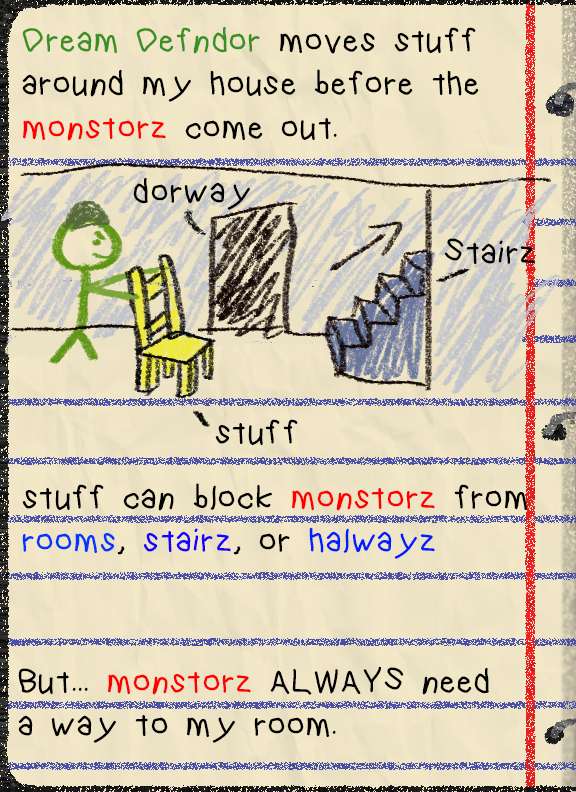 Dream Defndor moves stuff
around my house before the
monstorz come out.
dorway
Stairz
stuff
stuff can block monstorz from
rooms, stairz, or halwayz
But... monstorz ALWAYS need
a way to my room.